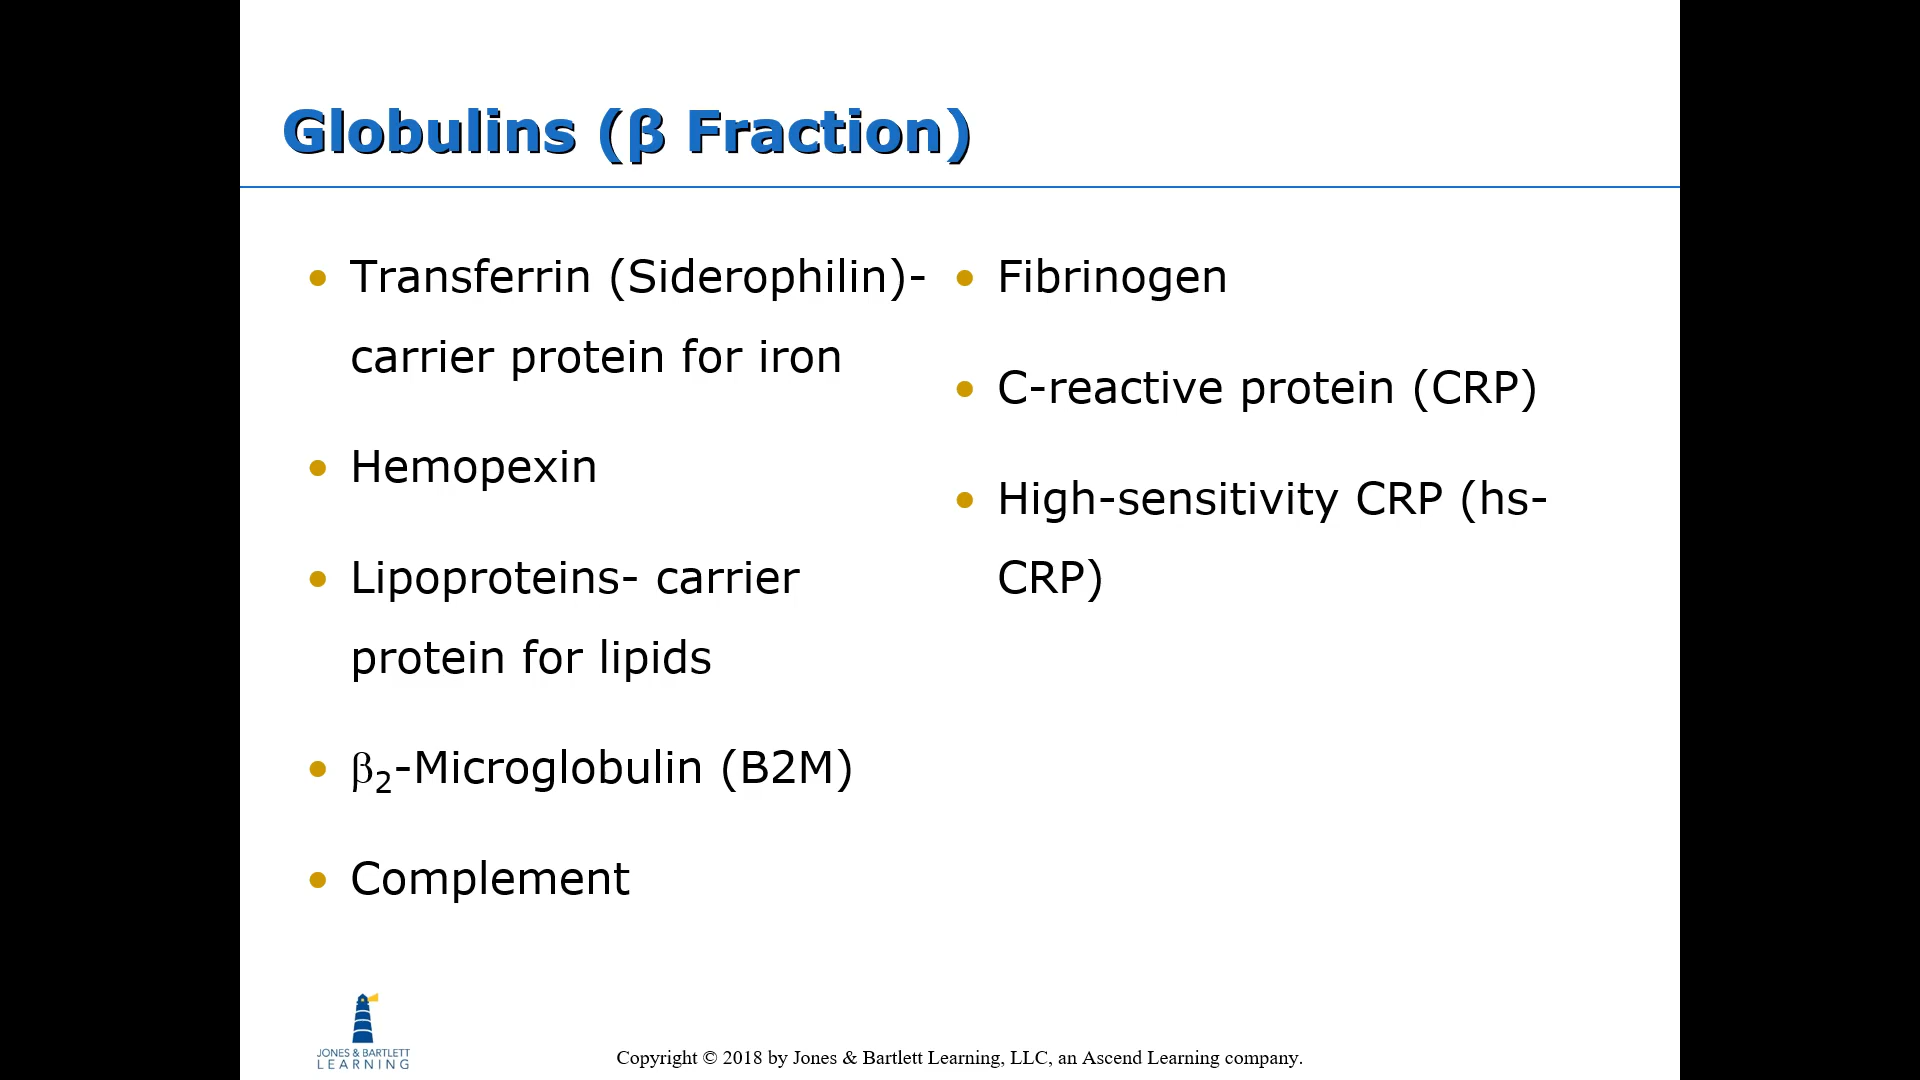 Globulins (β Fraction)
• Transferrin (Siderophilin)-
carrier protein for iron
• Hemopexin
• Lipoproteins- carrier
protein for lipids
• β₂-Microglobulin (B2M)
• Complement
• Fibrinogen
• C-reactive protein (CRP)
• High-sensitivity CRP (hs-
CRP)
JONES & BARTLETT
LEARNING
Copyright © 2018 by Jones & Bartlett Learning, LLC, an Ascend Learning company.